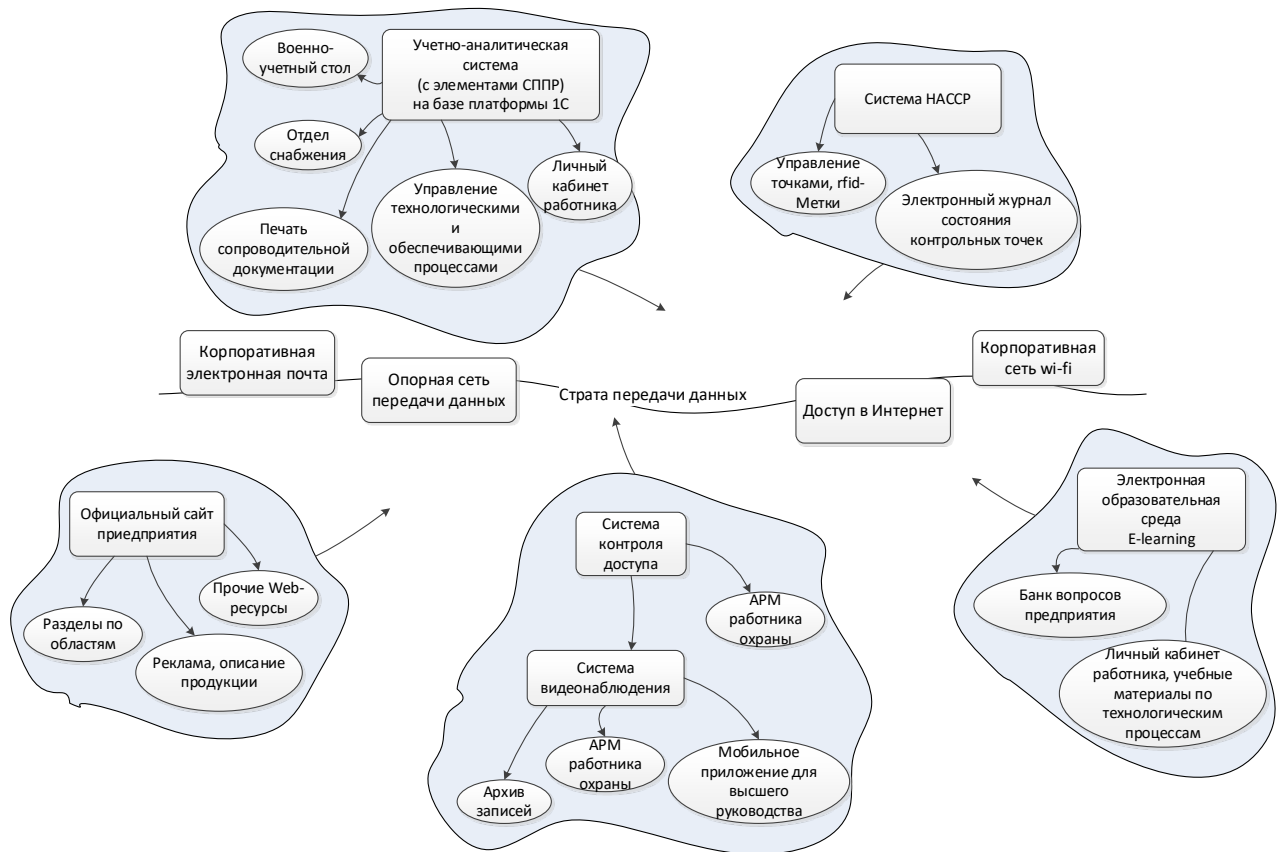 Военно-
учетный стол
Учетно-аналитическая
система
(с элементами СППР)
на базе платформы 1С
Отдел
снабжения
Личный
кабинет
работника
Управление
технологическими
и
обеспечивающими
процессами
Печать
сопроводительной
документации
Система НАССР
Управление
точками, rfid-
Метки
Электронный журнал
состояния
контрольных точек
Корпоративная
электронная почта
Опорная сеть
передачи данных
Страта передачи данных
Доступ в Интернет
Корпоративная
сеть wi-fi
Официальный сайт
приедприятия
Прочие Web-
ресурсы
Разделы по
областям
Реклама, описание
продукции
Система
контроля
доступа
АРМ
работника
охраны
Система
видеонаблюдения
АРМ
работника
охраны
Архив
записей
Мобильное
приложение для
высшего
руководства
Электронная
образовательная
среда
E-learning
Банк вопросов
предприятия
Личный кабинет
работника, учебные
материалы по
технологическим
процессам